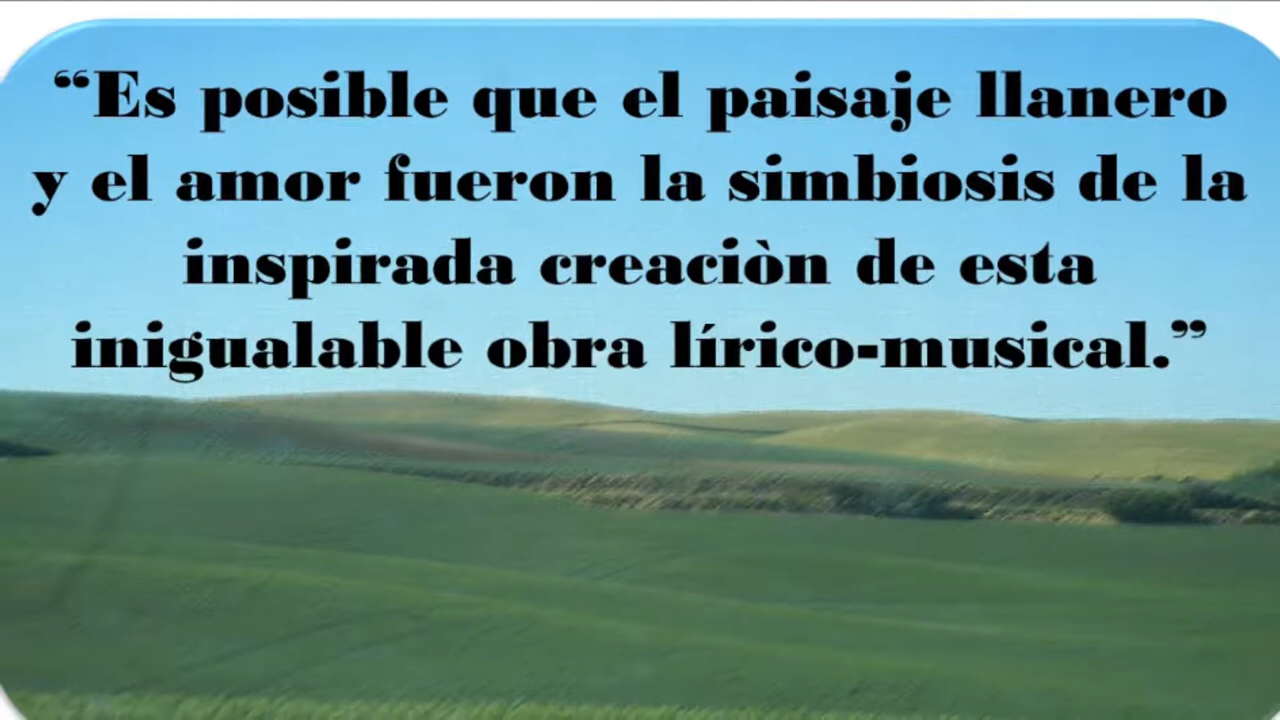 “Es posible que el paisaje llanero
y el amor fueron la simbiosis de la
inspirada creaciòn de esta
inigualable obra lírico-musical.”